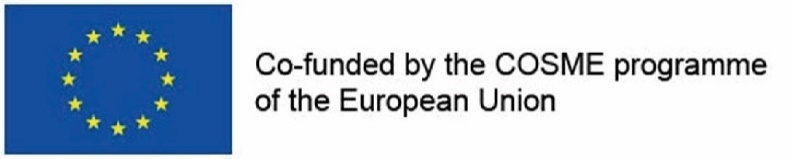 Co-funded by the COSME programme
of the European Union